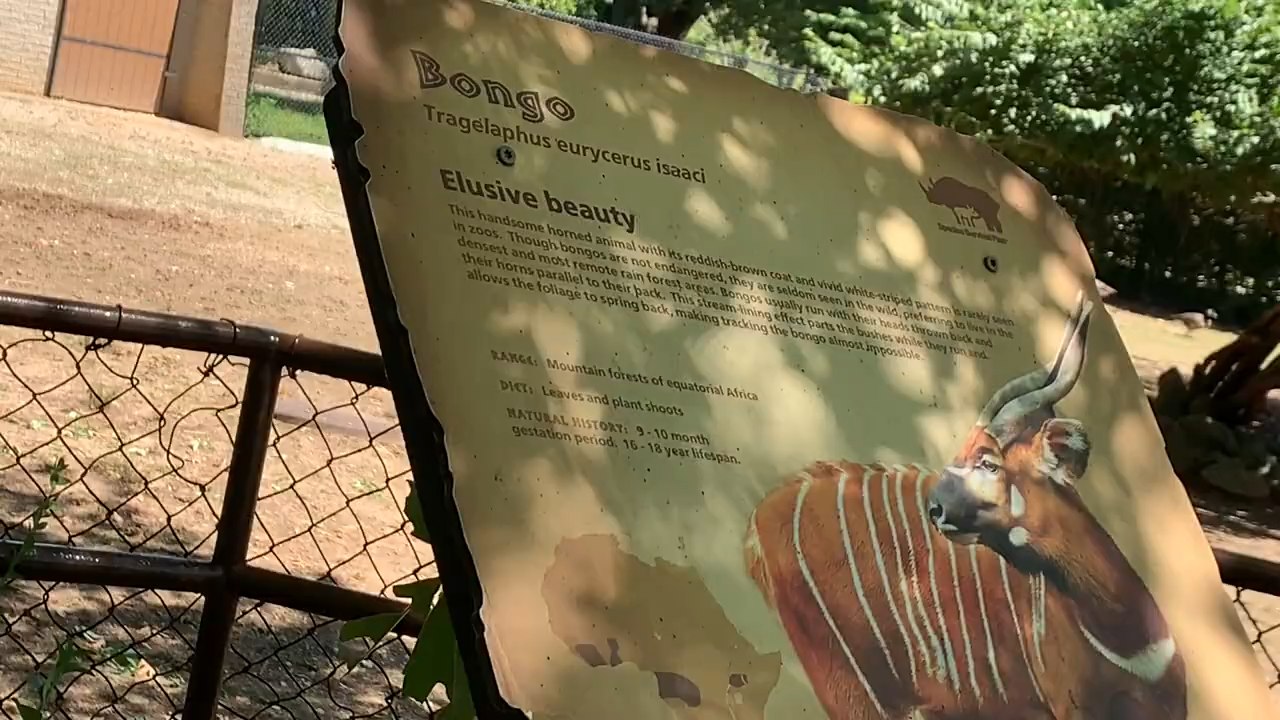 Bongo
Tragelaphus eurycerus isaaci
Elusive beauty
This handsome horned animal with its reddish-brown coat and vivid white-striped pattern is rarely seen
in zoos. Though bongos are not endangered, they are seldom seen in the wild, preferring to live in the
densest and most remote rain forest areas. Bongos usually run with their heads thrown back and
their horns parallel to their back. This stream-lining effect parts the bushes while they run and
allows the foliage to spring back, making tracking the bongo almost impossible.
RANGE: Mountain forests of equatorial Africa
DIET: Leaves and plant shoots
NATURAL HISTORY: 9 - 10 month
gestation period; 16 - 18 year lifespan.
Species Survival Plan